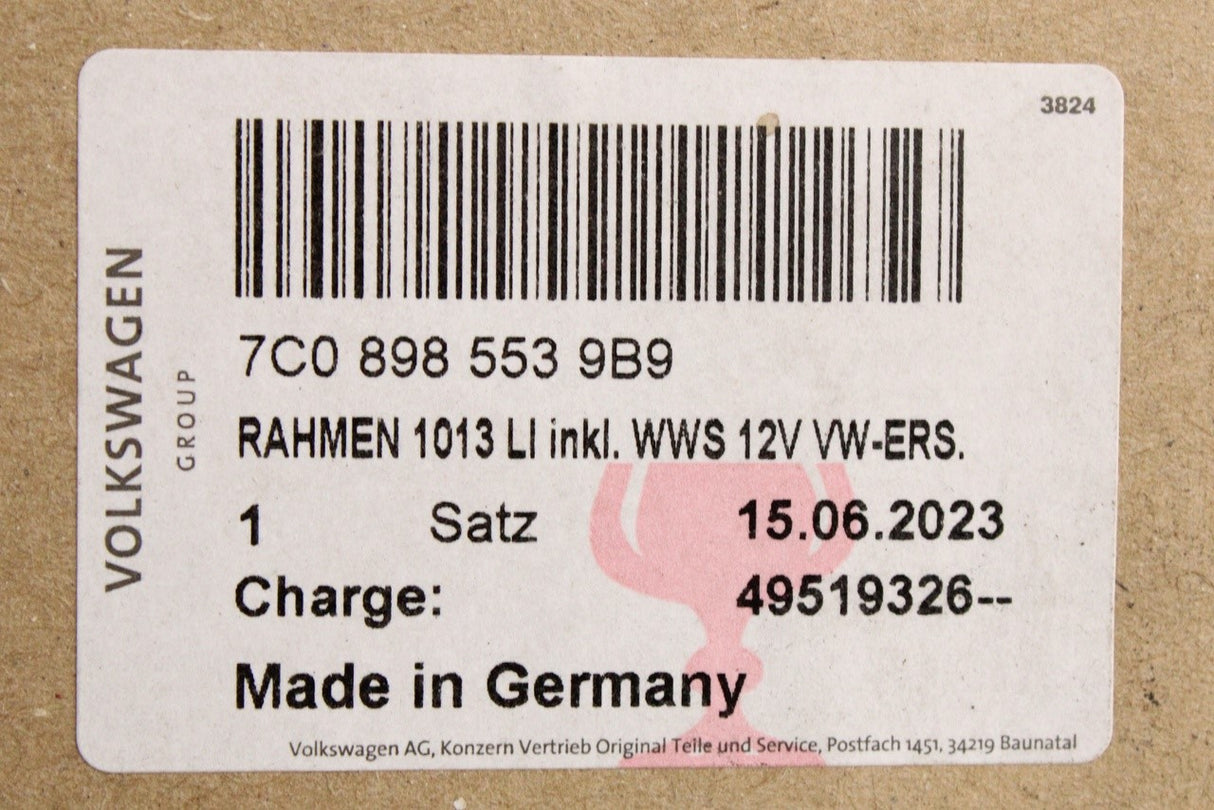 3824
VOLKSWAGEN
GROUP
7C0 898 553 9B9
RAHMEN 1013 LI inkl. WWS 12V VW-ERS.
1 Satz 15.06.2023
Charge: 49519326--
Made in Germany
Volkswagen AG, Konzern Vertrieb Original Teile und Service, Postfach 1451, 34219 Baunatal